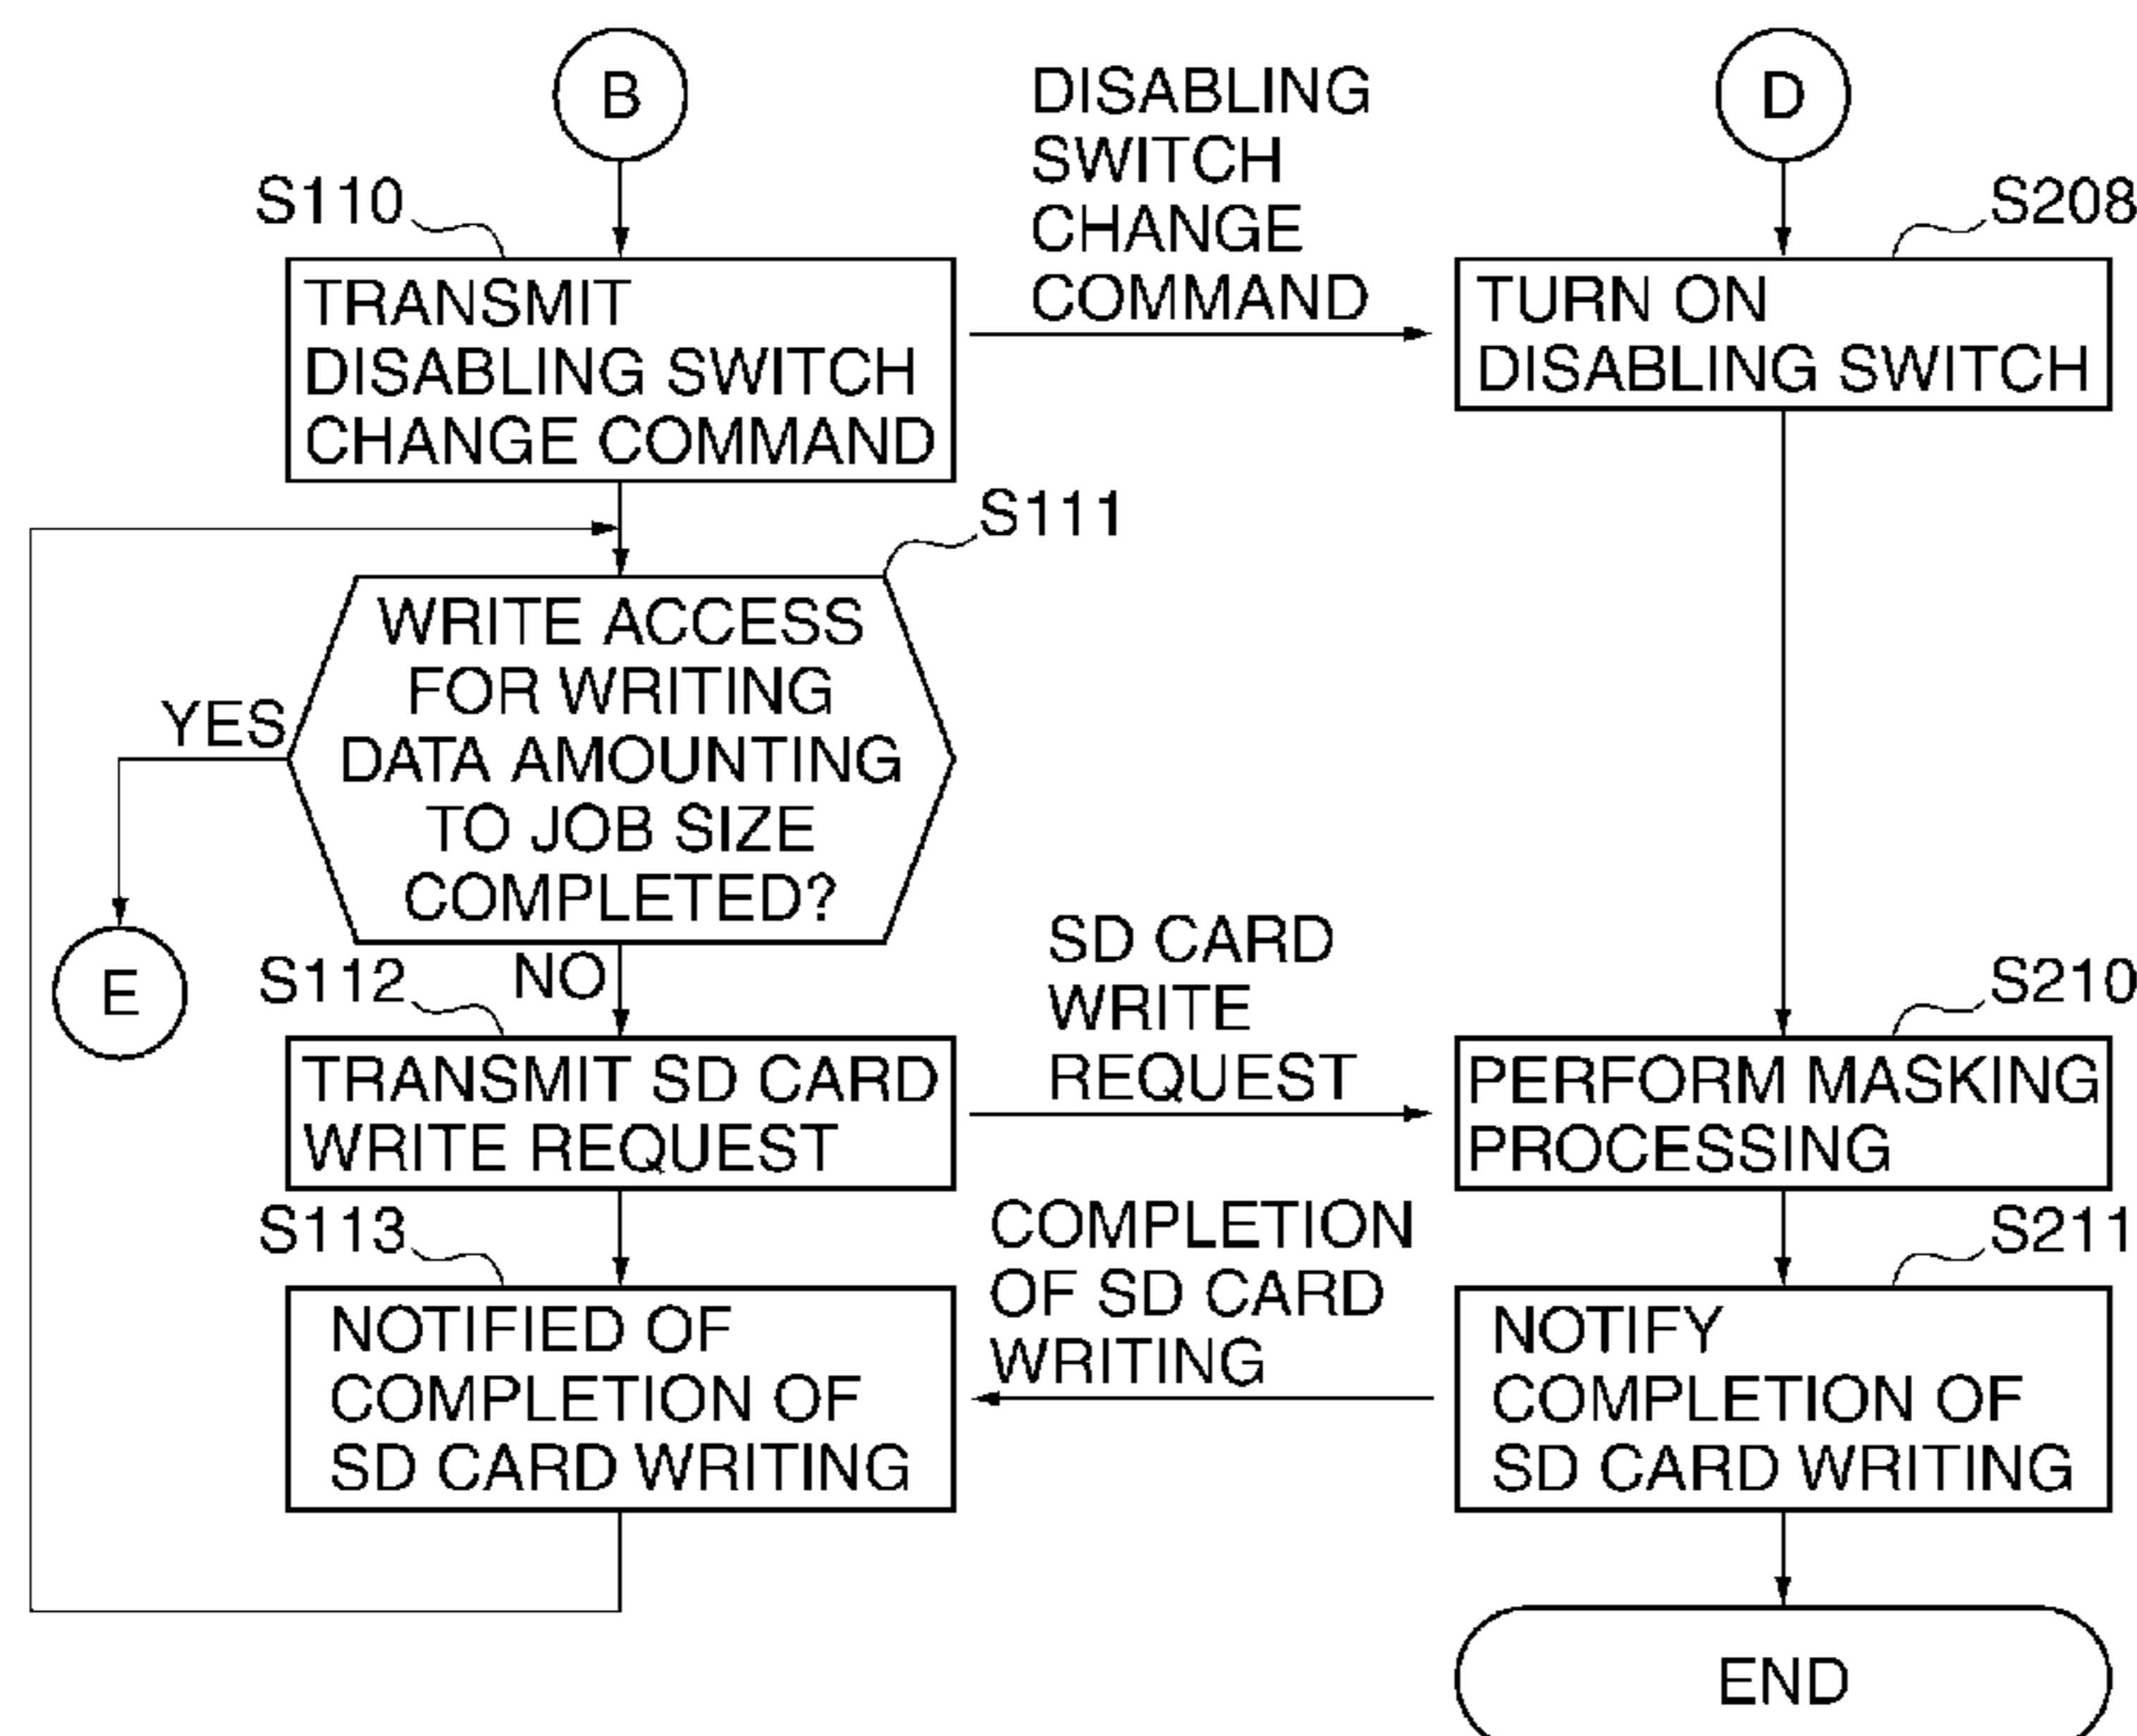 B
DISABLING
SWITCH
CHANGE
COMMAND
D
S110
S208
TRANSMIT
DISABLING SWITCH
CHANGE COMMAND
TURN ON
DISABLING SWITCH
S111
WRITE ACCESS
FOR WRITING
DATA AMOUNTING
TO JOB SIZE
COMPLETED?
YES
E
NO
S112
SD CARD
WRITE
REQUEST
S210
TRANSMIT SD CARD
WRITE REQUEST
PERFORM MASKING
PROCESSING
S113
COMPLETION
OF SD CARD
WRITING
S211
NOTIFIED OF
COMPLETION OF
SD CARD WRITING
NOTIFY
COMPLETION OF
SD CARD WRITING
END